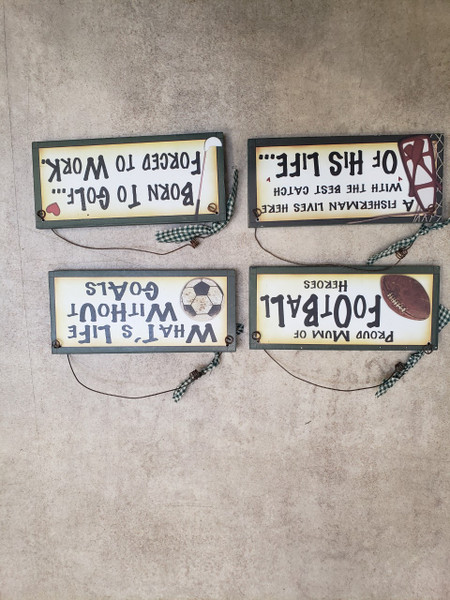 Proud Mum of
FOOTBALL
Heroes
What's Life
Without
Goals
A Fisherman Lives Here
With the Best Catch
Of His Life...
Born To Golf...
Forced to Work.